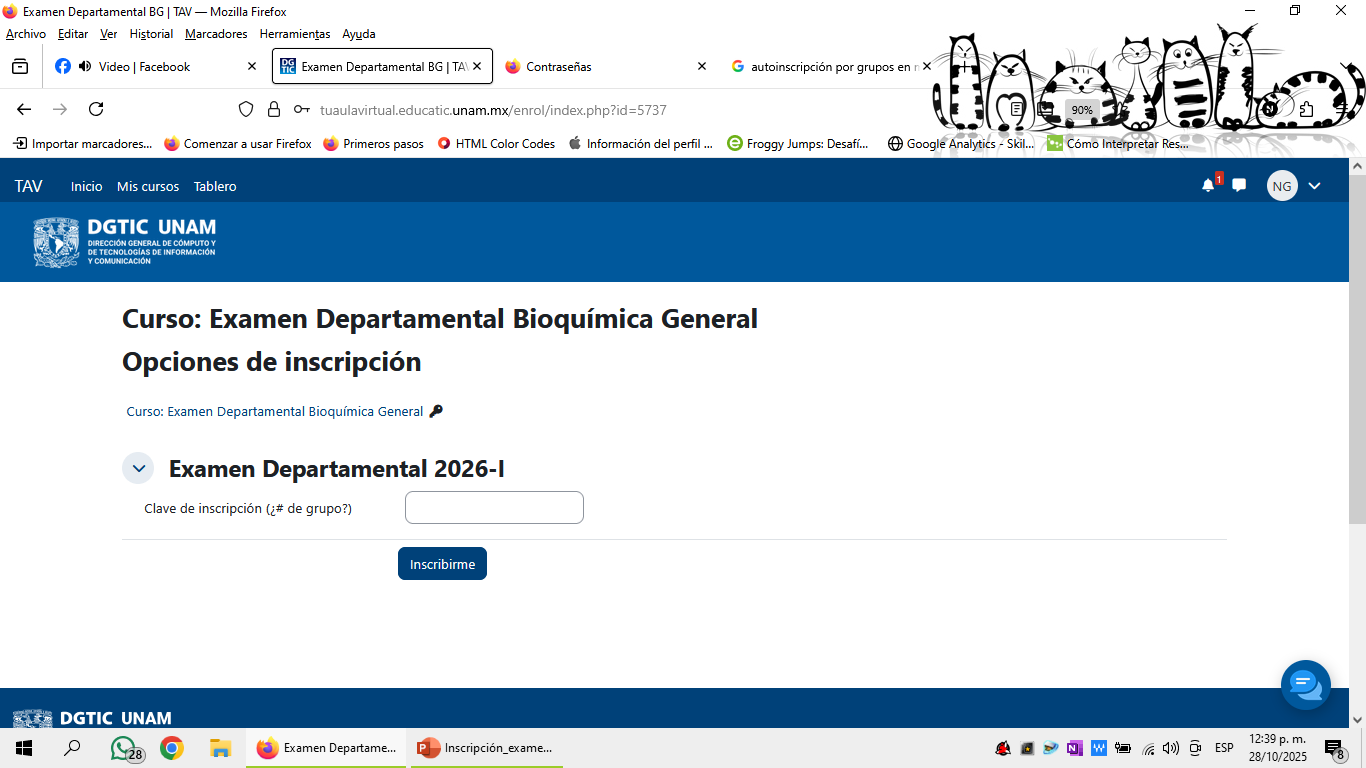 Examen Departamental BG | TAV — Mozilla Firefox
Archivo Editar Ver Historial Marcadores Herramientas Ayuda
Video | Facebook Examen Departamental BG | TAV Contraseñas autoinscripción por grupos en
tuaulavirtual.educatic.unam.mx/enrol/index.php?id=5737 90%
Importar marcadores... Comenzar a usar Firefox Primeros pasos HTML Color Codes Información del perfil ... Froggy Jumps: Desafí... Google Analytics - Skil... Cómo Interpretar Res...
TAV Inicio Mis cursos Tablero 1 NG
DGTIC UNAM
DIRECCIÓN GENERAL DE CÓMPUTO Y
DE TECNOLOGÍAS DE INFORMACIÓN
Y COMUNICACIÓN
Curso: Examen Departamental Bioquímica General
Opciones de inscripción
Curso: Examen Departamental Bioquímica General
Examen Departamental 2026-I
Clave de inscripción (¿# de grupo?)
Inscribirme
DGTIC UNAM
28 Examen Departame... Inscripción_exame... ESP 12:39 p. m.
28/10/2025 8